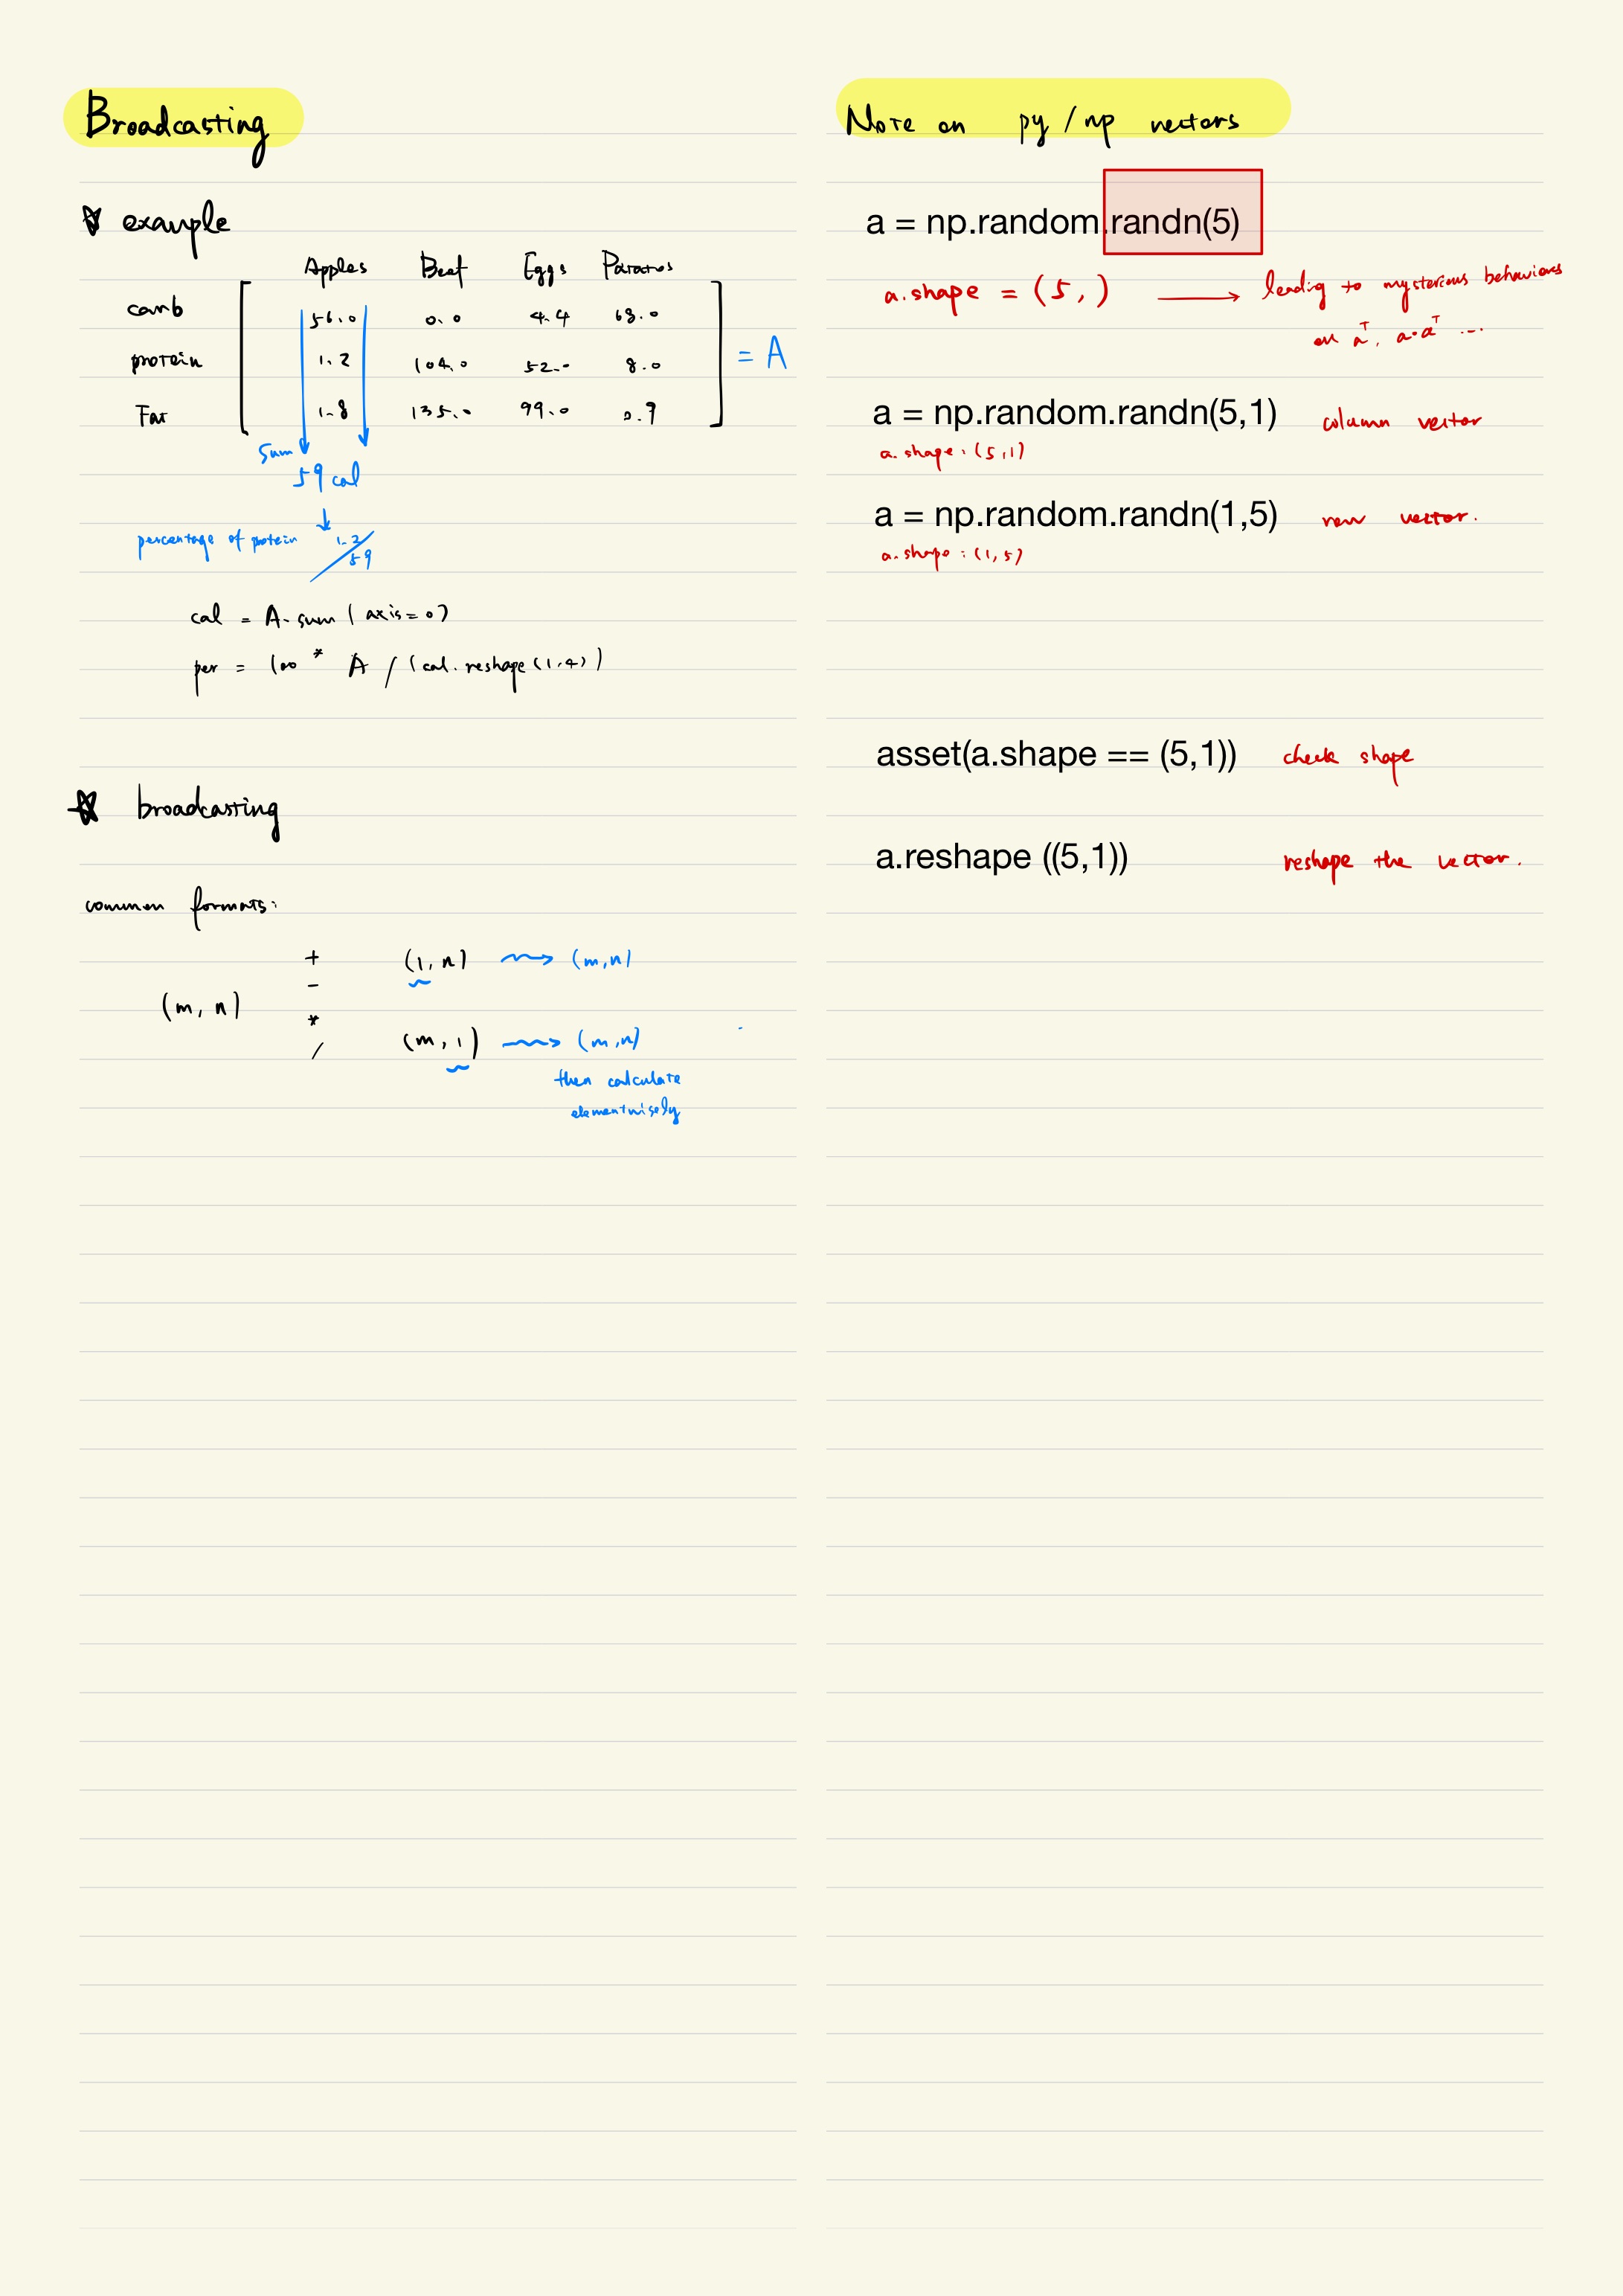 Broadcasting
example
Apples Beef Eggs Potatos
carb 56.0 0.0 4.4 68.0
protein 1.2 104.0 52.0 8.0 = A
Fat 1.8 135.0 99.0 0.9
Sum
59 cal
↓
percentage of protein 1.2/59
cal = A.sum(axis=0)
per = 100 * A / (cal.reshape(1,4))
broadcasting
common formats:
+ (1, n) → (m,n)
-
(m, n)
*
(m, 1) → (m,n)
/
then calculate
elementwisely
Note on py/np vectors
a = np.random.randn(5)
a.shape = (5, ) → leading to mysterious behaviors
on aᵀ, a·aᵀ ...
a = np.random.randn(5,1) column vector
a.shape: (5,1)
a = np.random.randn(1,5) row vector.
a.shape: (1,5)
asset(a.shape == (5,1)) check shape
a.reshape ((5,1)) reshape the vector.